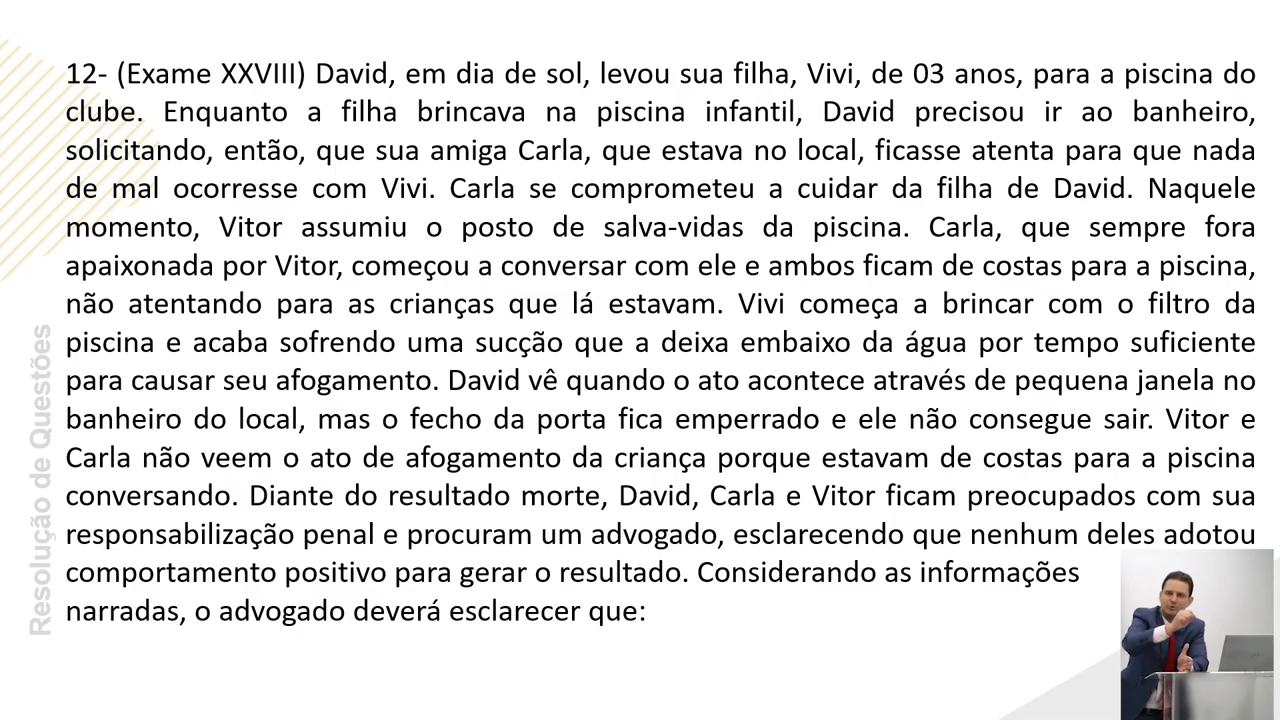 12- (Exame XXVIII) David, em dia de sol, levou sua filha, Vivi, de 03 anos, para a piscina do
clube. Enquanto a filha brincava na piscina infantil, David precisou ir ao banheiro,
solicitando, então, que sua amiga Carla, que estava no local, ficasse atenta para que nada
de mal ocorresse com Vivi. Carla se comprometeu a cuidar da filha de David. Naquele
momento, Vitor assumiu o posto de salva-vidas da piscina. Carla, que sempre fora
apaixonada por Vitor, começou a conversar com ele e ambos ficam de costas para a piscina,
não atentando para as crianças que lá estavam. Vivi começa a brincar com o filtro da
piscina e acaba sofrendo uma sucção que a deixa embaixo da água por tempo suficiente
para causar seu afogamento. David vê quando o ato acontece através de pequena janela no
banheiro do local, mas o fecho da porta fica emperrado e ele não consegue sair. Vitor e
Carla não veem o ato de afogamento da criança porque estavam de costas para a piscina
conversando. Diante do resultado morte, David, Carla e Vitor ficam preocupados com sua
responsabilização penal e procuram um advogado, esclarecendo que nenhum deles adotou
comportamento positivo para gerar o resultado. Considerando as informações
narradas, o advogado deverá esclarecer que:
Resolução de Questões